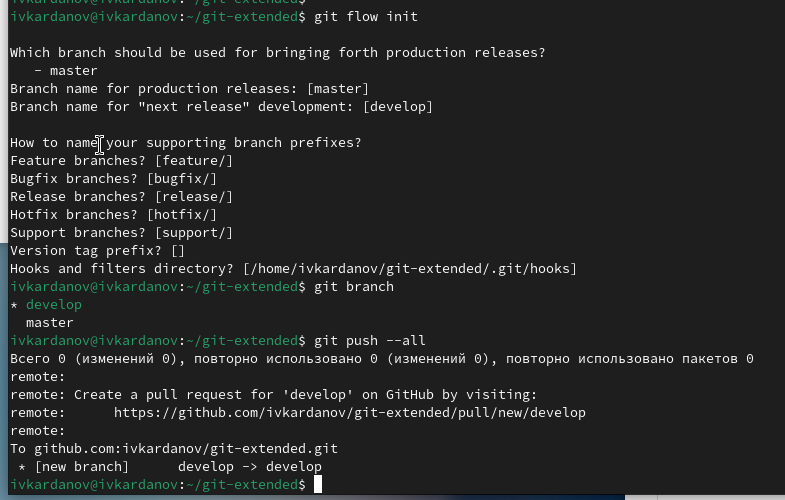 ivkardanov@ivkardanov:~/git-extended$
ivkardanov@ivkardanov:~/git-extended$ git flow init

Which branch should be used for bringing forth production releases?
   - master
Branch name for production releases: [master]
Branch name for "next release" development: [develop]

How to name your supporting branch prefixes?
Feature branches? [feature/]
Bugfix branches? [bugfix/]
Release branches? [release/]
Hotfix branches? [hotfix/]
Support branches? [support/]
Version tag prefix? []
Hooks and filters directory? [/home/ivkardanov/git-extended/.git/hooks]
ivkardanov@ivkardanov:~/git-extended$ git branch
* develop
  master
ivkardanov@ivkardanov:~/git-extended$ git push --all
Всего 0 (изменений 0), повторно использовано 0 (изменений 0), повторно использовано пакетов 0
remote:
remote: Create a pull request for 'develop' on GitHub by visiting:
remote:      https://github.com/ivkardanov/git-extended/pull/new/develop
remote:
To github.com:ivkardanov/git-extended.git
 * [new branch]      develop -> develop
ivkardanov@ivkardanov:~/git-extended$